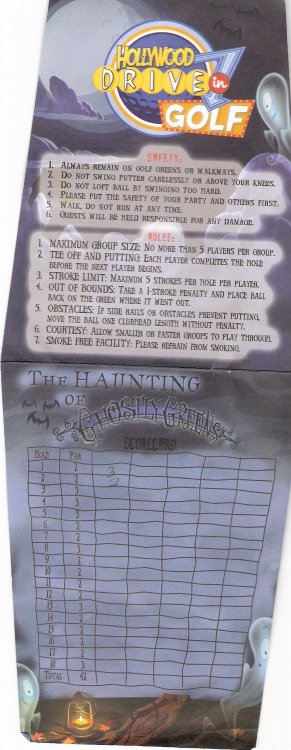 HOLLYWOOD
DRIVE in
GOLF
SAFETY:
1. ALWAYS REMAIN ON GOLF GREENS OR WALKWAYS.
2. DO NOT SWING PUTTER CARELESSLY OR ABOVE YOUR KNEES.
3. DO NOT LOFT BALL BY SWINGING TOO HARD.
4. PLEASE PUT THE SAFETY OF YOUR PARTY AND OTHERS FIRST.
5. WALK, DO NOT RUN AT ANY TIME.
6. GUESTS WILL BE HELD RESPONSIBLE FOR ANY DAMAGE.
RULES:
1. MAXIMUM GROUP SIZE: NO MORE THAN 5 PLAYERS PER GROUP.
2. TEE OFF AND PUTTING: EACH PLAYER COMPLETES THE HOLE
BEFORE THE NEXT PLAYER BEGINS.
3. STROKE LIMIT: MAXIMUM 5 STROKES PER HOLE PER PLAYER.
4. OUT OF BOUNDS: TAKE A 1-STROKE PENALTY AND PLACE BALL
BACK ON THE GREEN WHERE IT WENT OUT.
5. OBSTACLES: IF SIDE RAILS OR OBSTACLES PREVENT PUTTING,
MOVE THE BALL ONE CLUBHEAD LENGTH WITHOUT PENALTY.
6. COURTESY: ALLOW SMALLER OR FASTER GROUPS TO PLAY THROUGH.
7. SMOKE FREE FACILITY: PLEASE REFRAIN FROM SMOKING.
THE HAUNTING
OF
GHOSTLY GREENS
SCORECARD
HOLE PAR
1 2 3
2 2 2
3 3
4 3
5 3
6 2
7 2
8 3
9 2
10 2
11 2
12 2
13 3
14 2
15 2
16 2
17 2
18 3
TOTAL 42